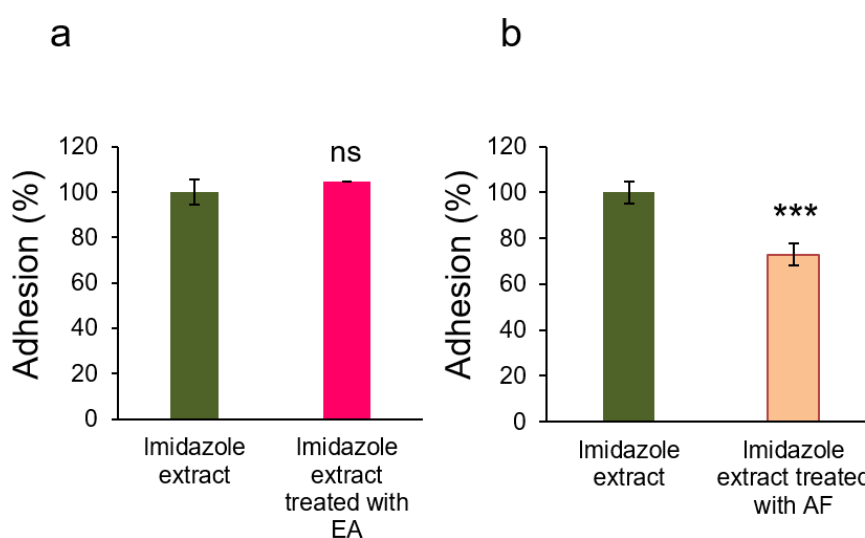 a
b
Adhesion (%)
120
100
80
60
40
20
0
ns
Imidazole
extract
Imidazole
extract
treated with
EA
Adhesion (%)
120
100
80
60
40
20
0
***
Imidazole
extract
Imidazole
extract treated
with AF